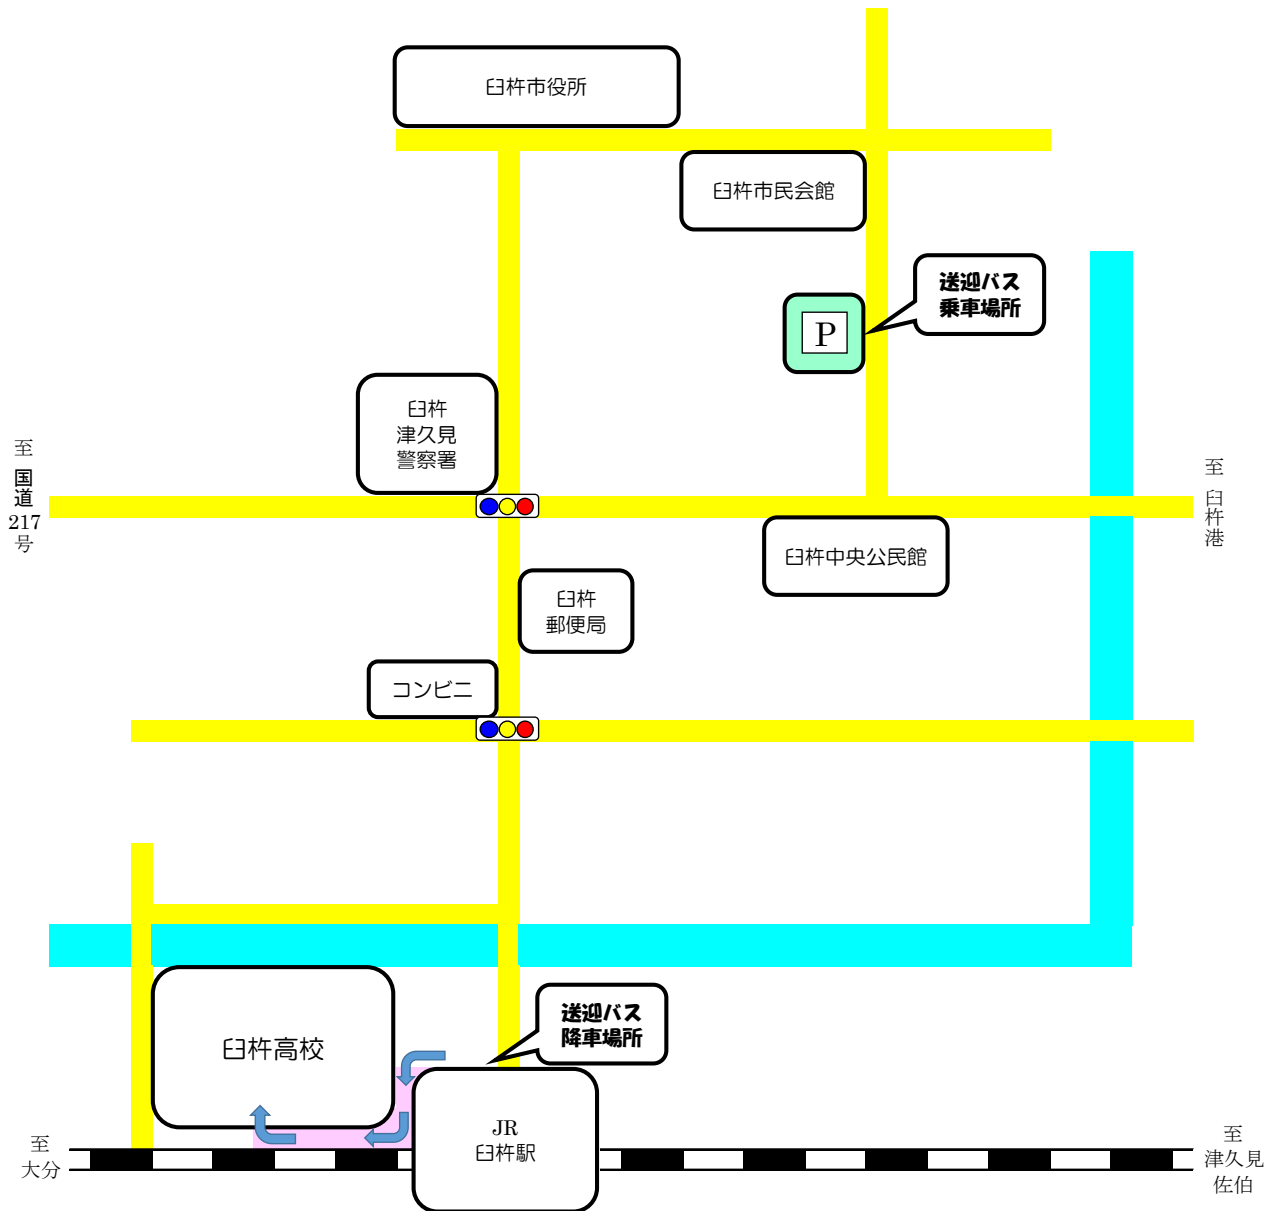 臼杵市役所
臼杵市民会館
送迎バス
乗車場所
P
臼杵
津久見
警察署
至
国道
217
号
至
臼杵港
臼杵中央公民館
臼杵
郵便局
コンビニ
送迎バス
降車場所
臼杵高校
JR
臼杵駅
至
大分
至
津久見
佐伯